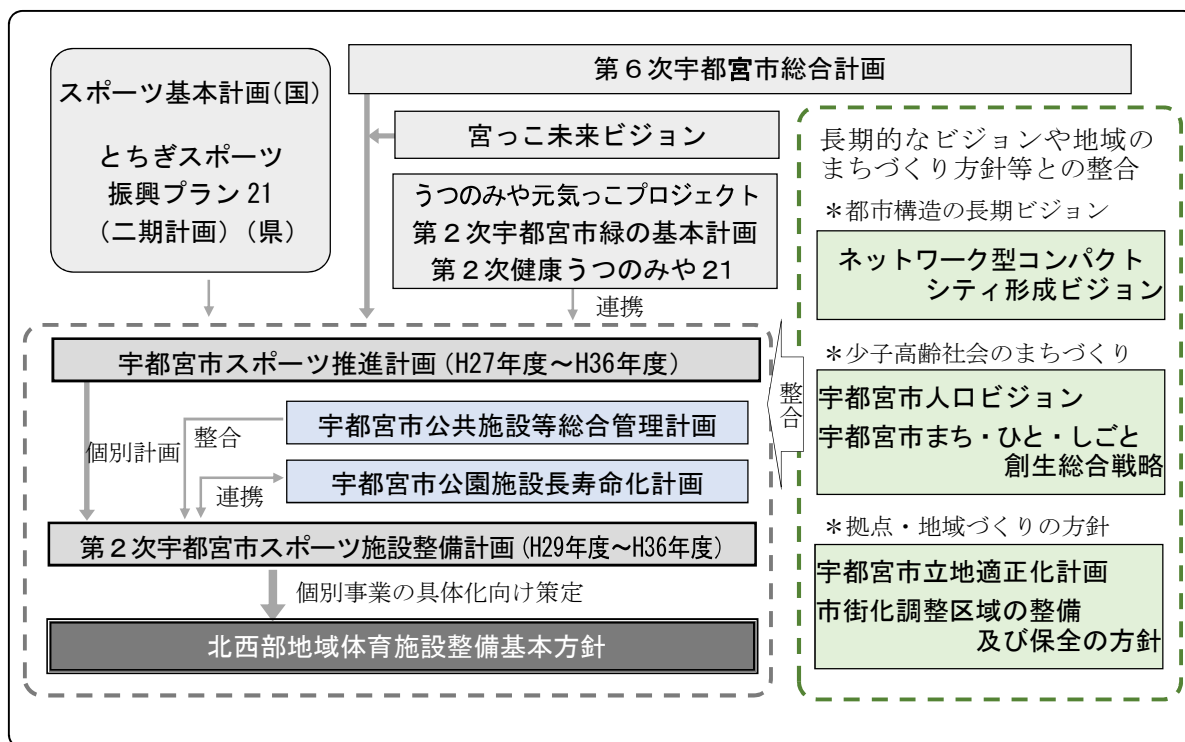 スポーツ基本計画(国)
とちぎスポーツ
振興プラン21
(二期計画)(県)
第6次宇都宮市総合計画
宮っこ未来ビジョン
うつのみや元気っこプロジェクト
第2次宇都宮市緑の基本計画
第2次健康うつのみや21
連携
宇都宮市スポーツ推進計画(H27年度～H36年度)
個別計画
整合
宇都宮市公共施設等総合管理計画
連携
宇都宮市公園施設長寿命化計画
第2次宇都宮市スポーツ施設整備計画(H29年度～H36年度)
個別事業の具体化向け策定
北西部地域体育施設整備基本方針
整合
長期的なビジョンや地域の
まちづくり方針等との整合
＊都市構造の長期ビジョン
ネットワーク型コンパクト
シティ形成ビジョン
＊少子高齢社会のまちづくり
宇都宮市人口ビジョン
宇都宮市まち・ひと・しごと
創生総合戦略
＊拠点・地域づくりの方針
宇都宮市立地適正化計画
市街化調整区域の整備
及び保全の方針